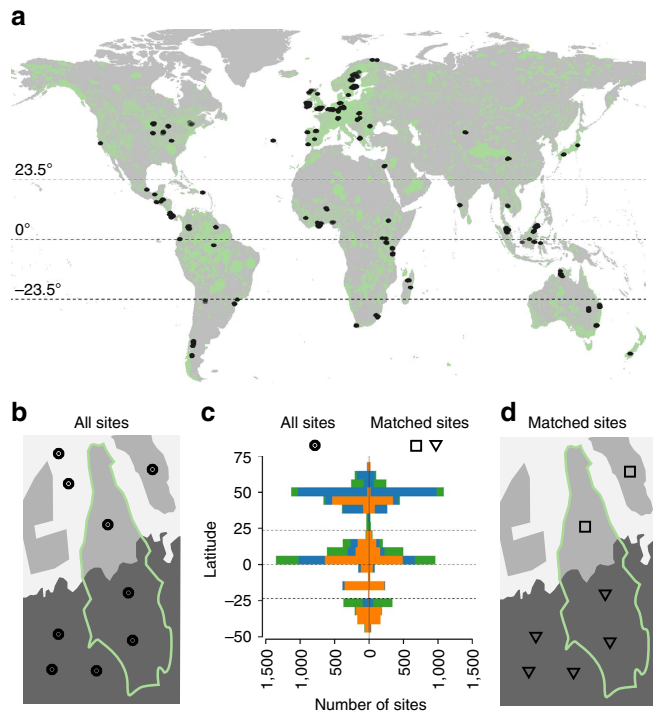 a
23.5°
0°
–23.5°
b
All sites
c
All sites
Matched sites
d
Matched sites
75
50
25
0
–25
–50
Latitude
1,500
1,000
500
0
500
1,000
1,500
Number of sites